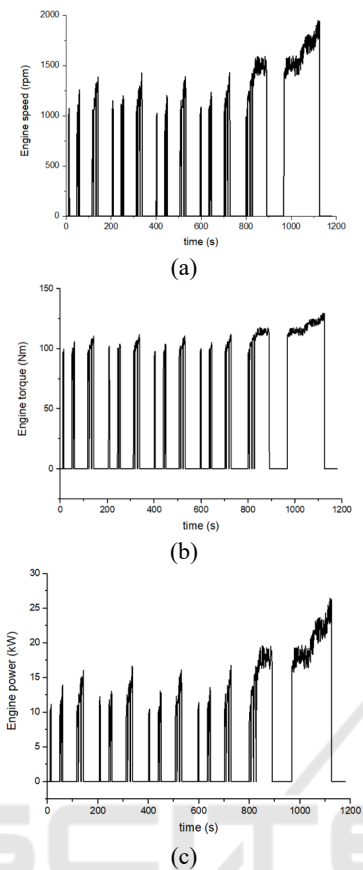 2000
1500
1000
500
0
Engine speed (rpm)
0 200 400 600 800 1000 1200
time (s)
(a)
150
100
50
0
Engine torque (Nm)
0 200 400 600 800 1000 1200
time (s)
(b)
30
25
20
15
10
5
0
Engine power (kW)
0 200 400 600 800 1000 1200
time (s)
(c)